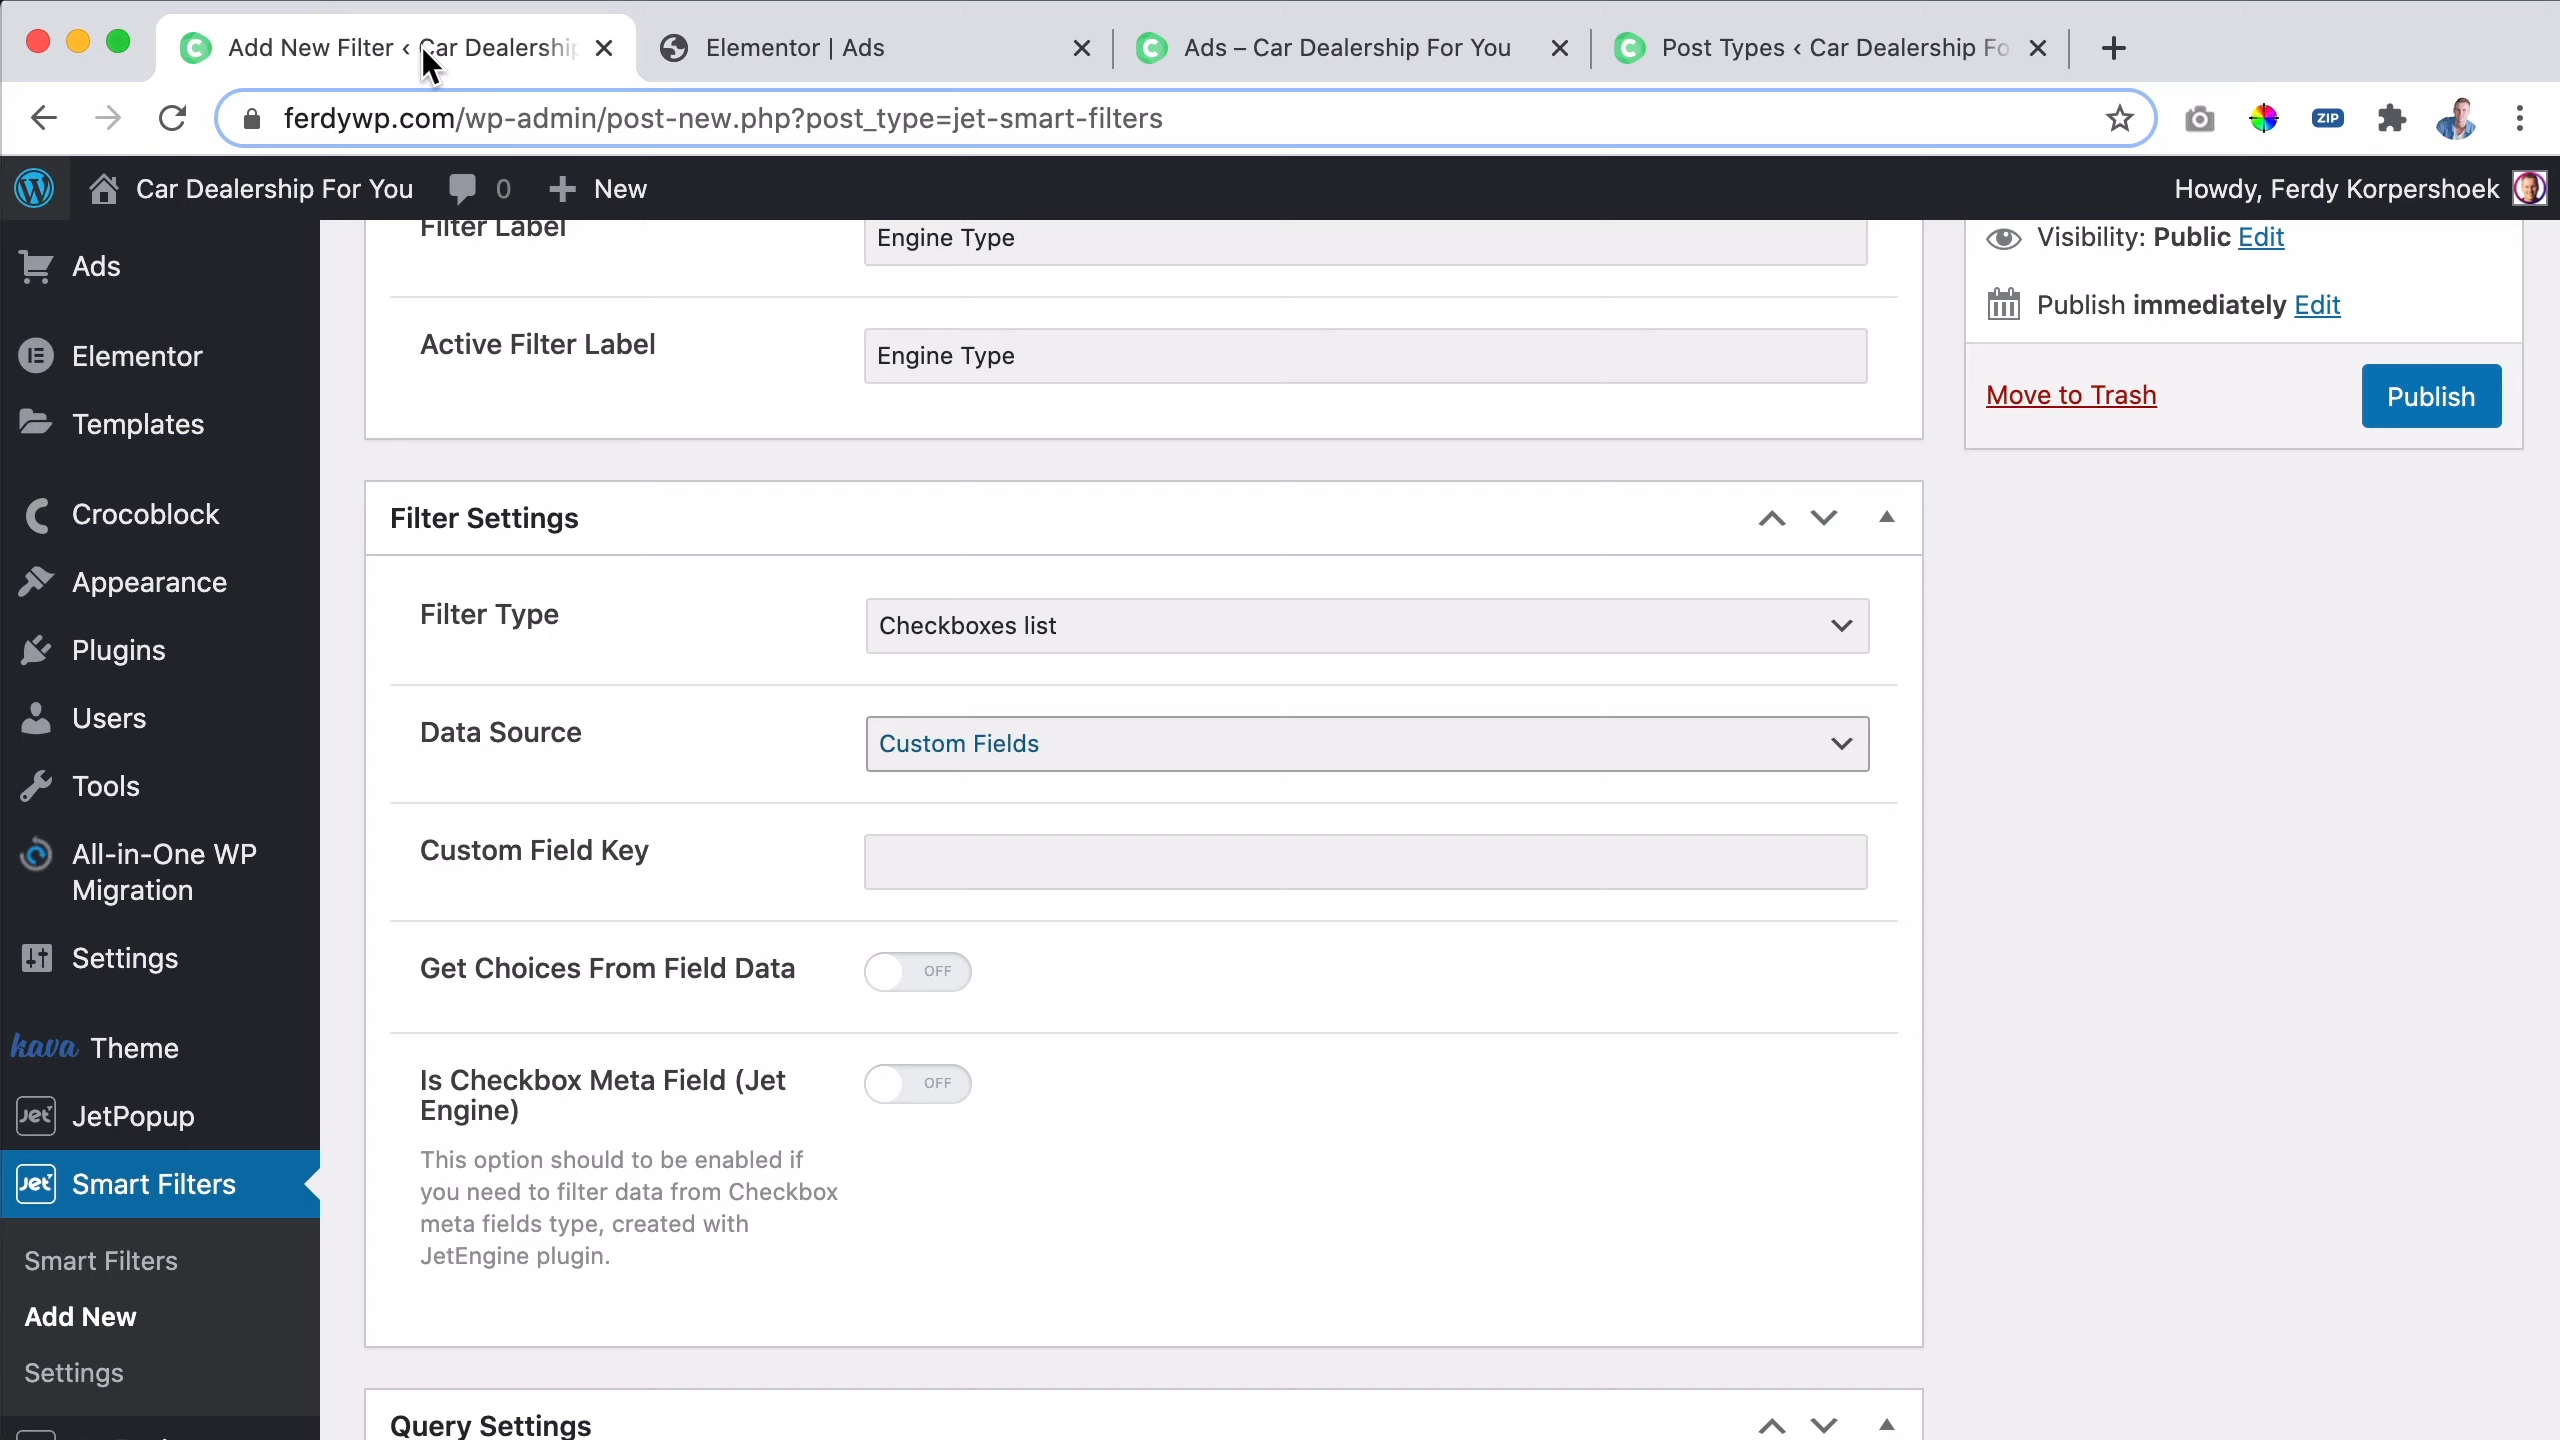 Add New Filter ‹ Car Dealership
Elementor | Ads
Ads – Car Dealership For You
Post Types ‹ Car Dealership Fo
ferdywp.com/wp-admin/post-new.php?post_type=jet-smart-filters
ZIP
Car Dealership For You
0
New
Howdy, Ferdy Korpershoek
Ads
Elementor
Templates
Crocoblock
Appearance
Plugins
Users
Tools
All-in-One WP
Migration
Settings
kava Theme
Jet JetPopup
Jet Smart Filters
Smart Filters
Add New
Settings
Filter Label
Engine Type
Active Filter Label
Engine Type
Filter Settings
Filter Type
Checkboxes list
Data Source
Custom Fields
Custom Field Key
Get Choices From Field Data
OFF
Is Checkbox Meta Field (Jet
Engine)
OFF
This option should to be enabled if
you need to filter data from Checkbox
meta fields type, created with
JetEngine plugin.
Query Settings
Visibility: Public Edit
Publish immediately Edit
Move to Trash
Publish